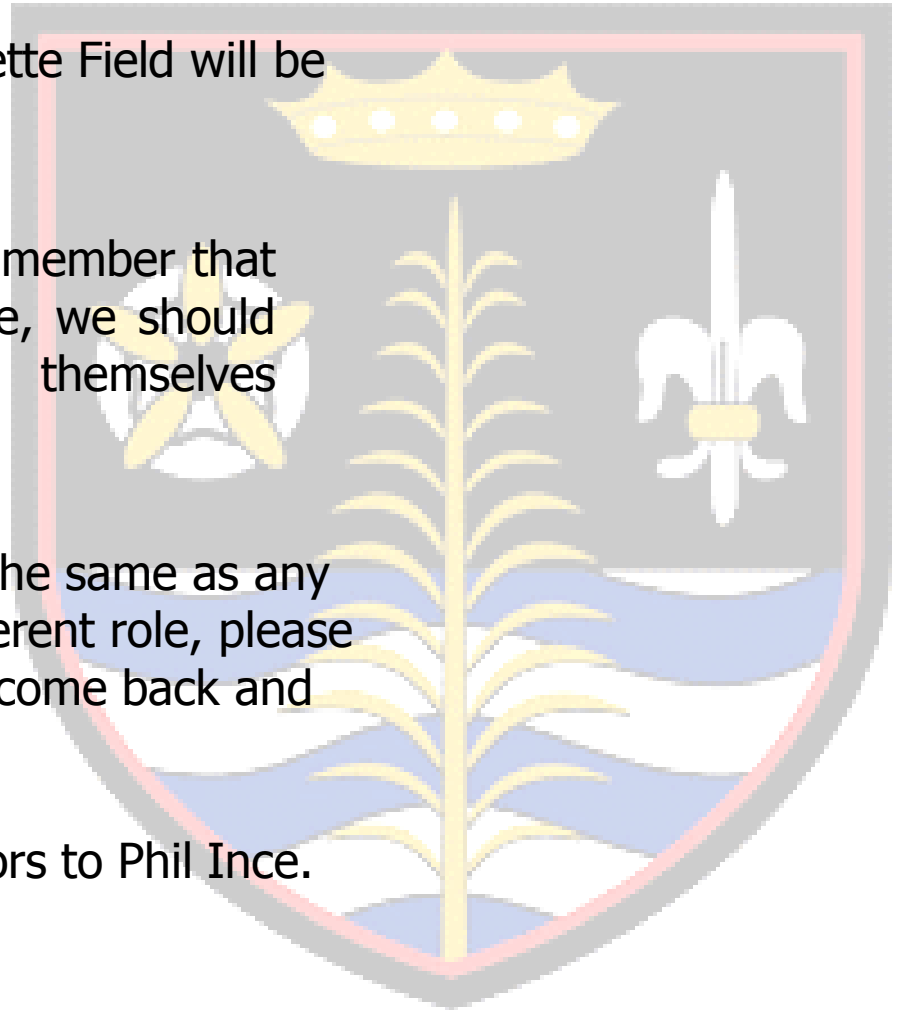 ette Field will be
member that
e, we should
themselves
he same as any
erent role, please
come back and
ors to Phil Ince.